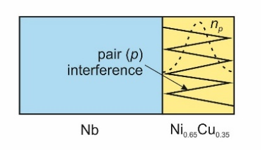 n_p
pair (p)
interference
Nb
Ni₀.₆₅Cu₀.₃₅